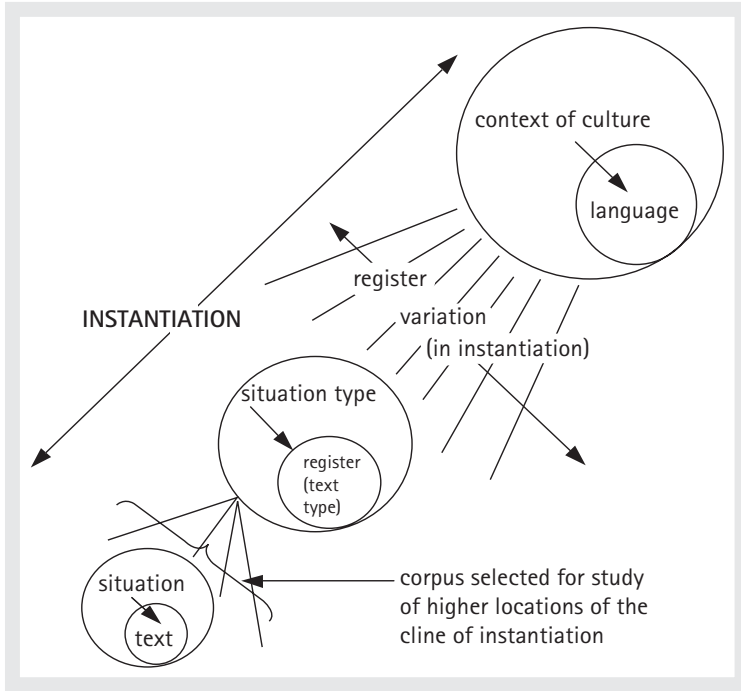 context of culture
language
register
INSTANTIATION
variation
(in instantiation)
situation type
register
(text
type)
situation
text
corpus selected for study
of higher locations of the
cline of instantiation